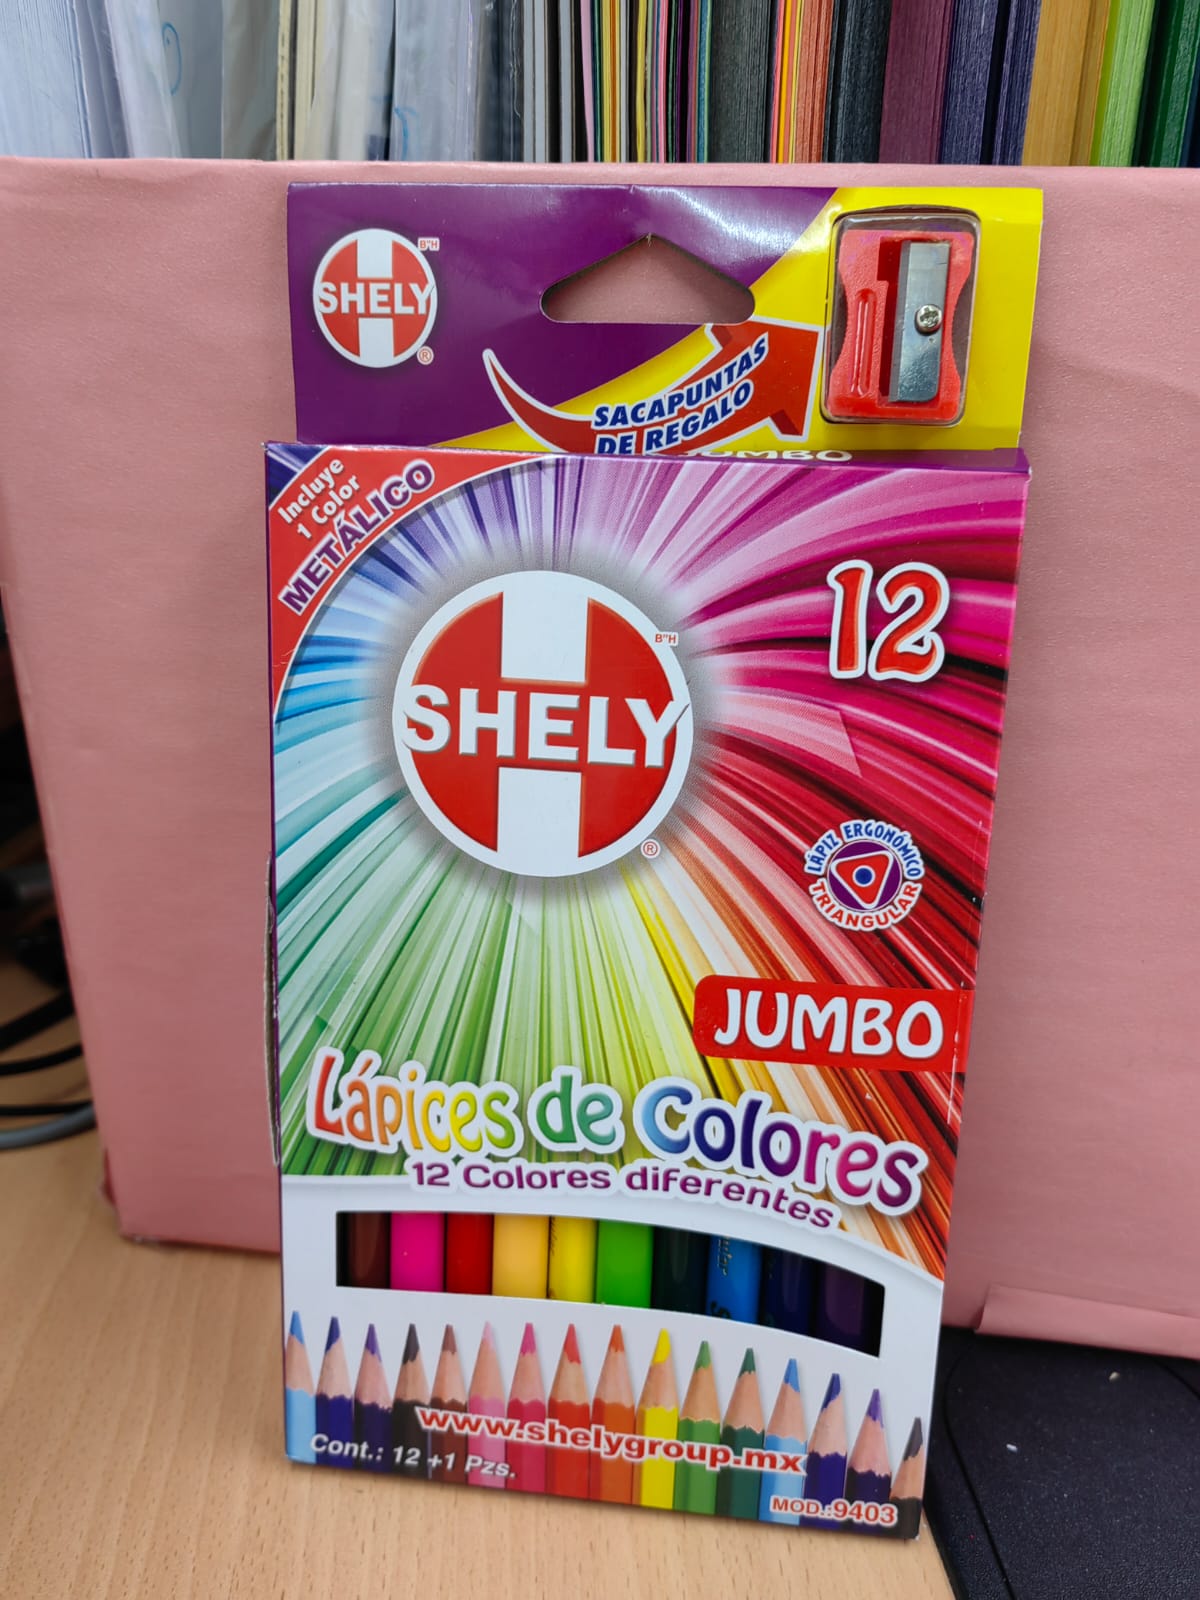 SHELY
B"H
®
SACAPUNTAS
DE REGALO
JUMBO
Incluye
1 Color
METÁLICO
12
B"H
SHELY
®
LÁPIZ ERGONÓMICO
TRIANGULAR
JUMBO
Lápices de Colores
12 Colores diferentes
www.shelygroup.mx
Cont.: 12 +1 Pzs.
MOD.:9403